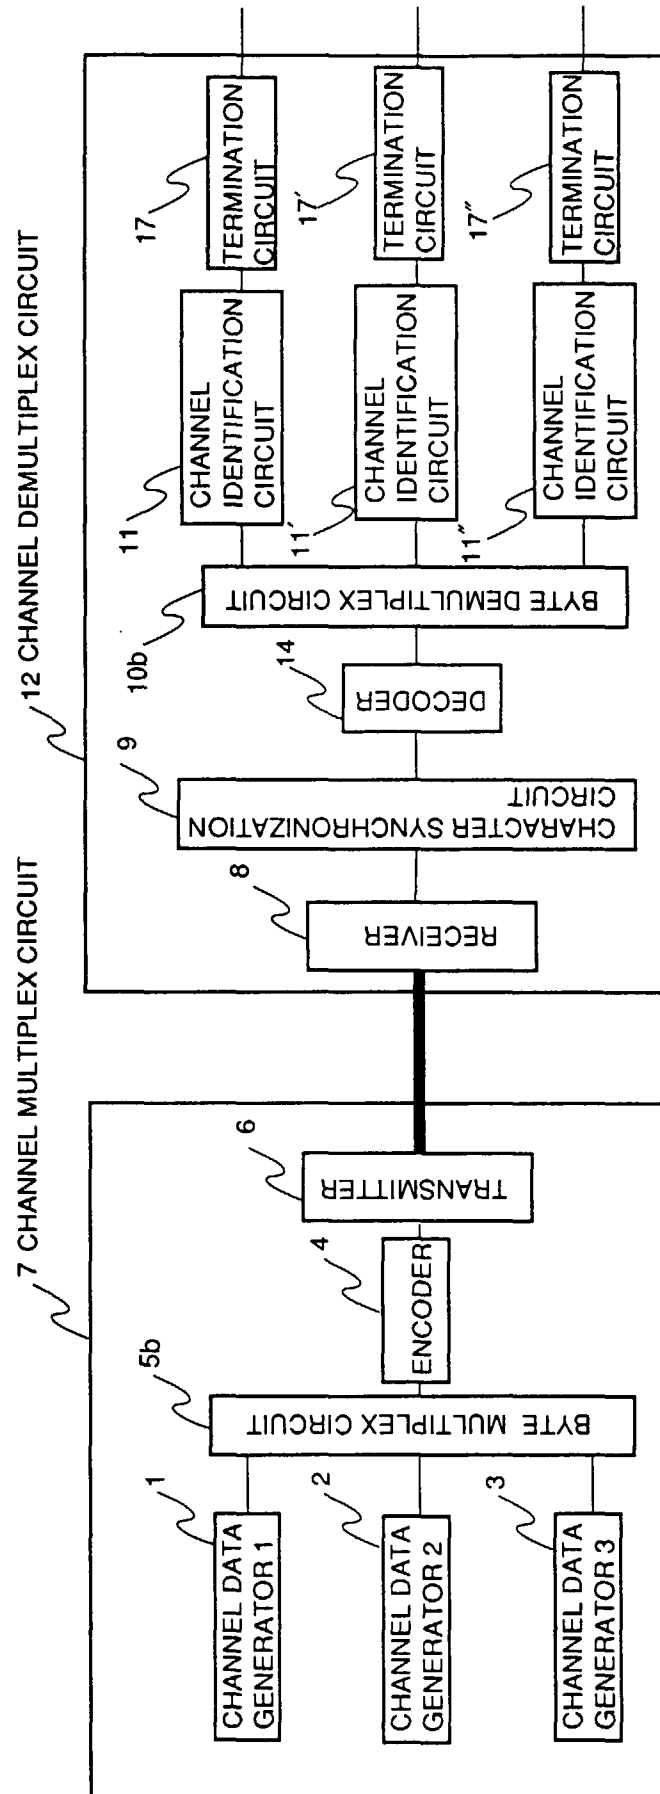 7 CHANNEL MULTIPLEX CIRCUIT
12 CHANNEL DEMULTIPLEX CIRCUIT
1
CHANNEL DATA
GENERATOR 1
2
CHANNEL DATA
GENERATOR 2
3
CHANNEL DATA
GENERATOR 3
5b
BYTE MULTIPLEX CIRCUIT
4
ENCODER
6
TRANSMITTER
8
RECEIVER
9
CHARACTER SYNCHRONIZATION
CIRCUIT
14
DECODER
10b
BYTE DEMULTIPLEX CIRCUIT
11
CHANNEL
IDENTIFICATION
CIRCUIT
11′
CHANNEL
IDENTIFICATION
CIRCUIT
11″
CHANNEL
IDENTIFICATION
CIRCUIT
17
TERMINATION
CIRCUIT
17′
TERMINATION
CIRCUIT
17″
TERMINATION
CIRCUIT